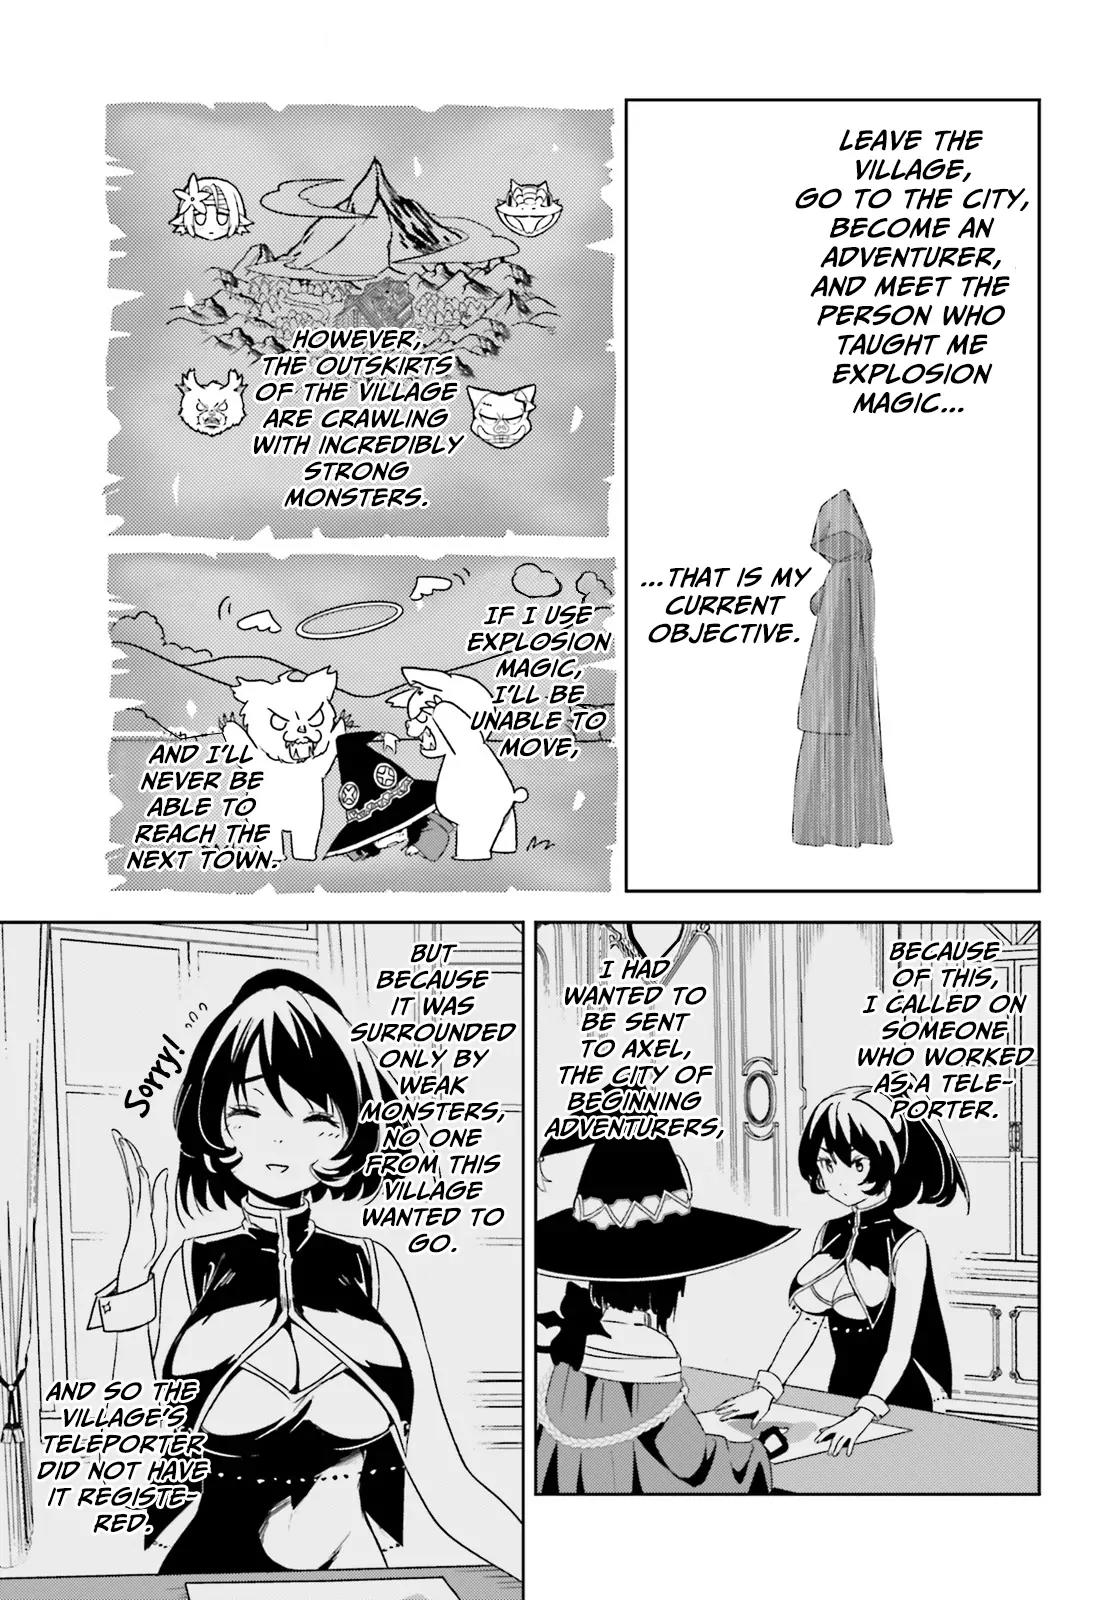 LEAVE THE
VILLAGE,
GO TO THE CITY,
BECOME AN
ADVENTURER,
AND MEET THE
PERSON WHO
TAUGHT ME
EXPLOSION
MAGIC...
...THAT IS MY
CURRENT
OBJECTIVE.
HOWEVER,
THE OUTSKIRTS
OF THE VILLAGE
ARE CRAWLING
WITH INCREDIBLY
STRONG
MONSTERS.
IF I USE
EXPLOSION
MAGIC,
I'LL BE
UNABLE TO
MOVE,
AND I'LL
NEVER BE
ABLE TO
REACH THE
NEXT TOWN.
BECAUSE
OF THIS,
I CALLED ON
SOMEONE
WHO WORKED
AS A TELE-
PORTER.
I HAD
WANTED TO
BE SENT
TO AXEL,
THE CITY OF
BEGINNING
ADVENTURERS,
BUT
BECAUSE
IT WAS
SURROUNDED
ONLY BY
WEAK
MONSTERS,
NO ONE
FROM THIS
VILLAGE
WANTED TO
GO.
Sorry!
AND SO THE
VILLAGE'S
TELEPORTER
DID NOT HAVE
IT REGISTE-
RED.